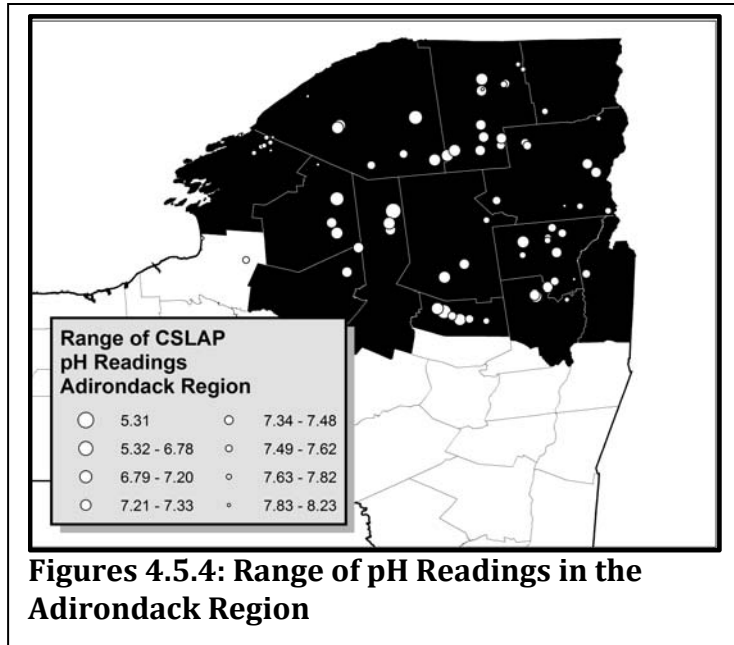 Range of CSLAP
pH Readings
Adirondack Region
5.31
5.32 - 6.78
6.79 - 7.20
7.21 - 7.33
7.34 - 7.48
7.49 - 7.62
7.63 - 7.82
7.83 - 8.23
Figures 4.5.4: Range of pH Readings in the
Adirondack Region